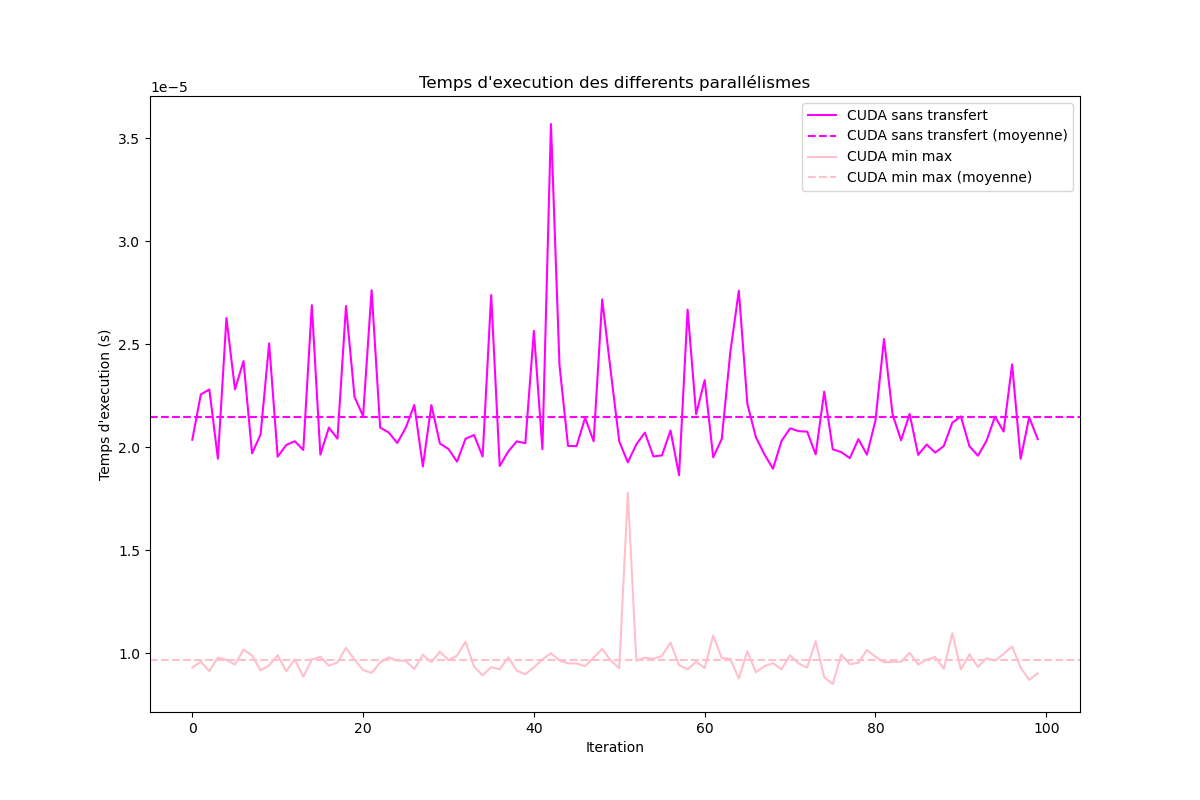 Temps d'execution des differents parallélismes
1e−5
CUDA sans transfert
CUDA sans transfert (moyenne)
CUDA min max
CUDA min max (moyenne)
3.5
3.0
2.5
2.0
1.5
1.0
Temps d'execution (s)
0 20 40 60 80 100
Iteration